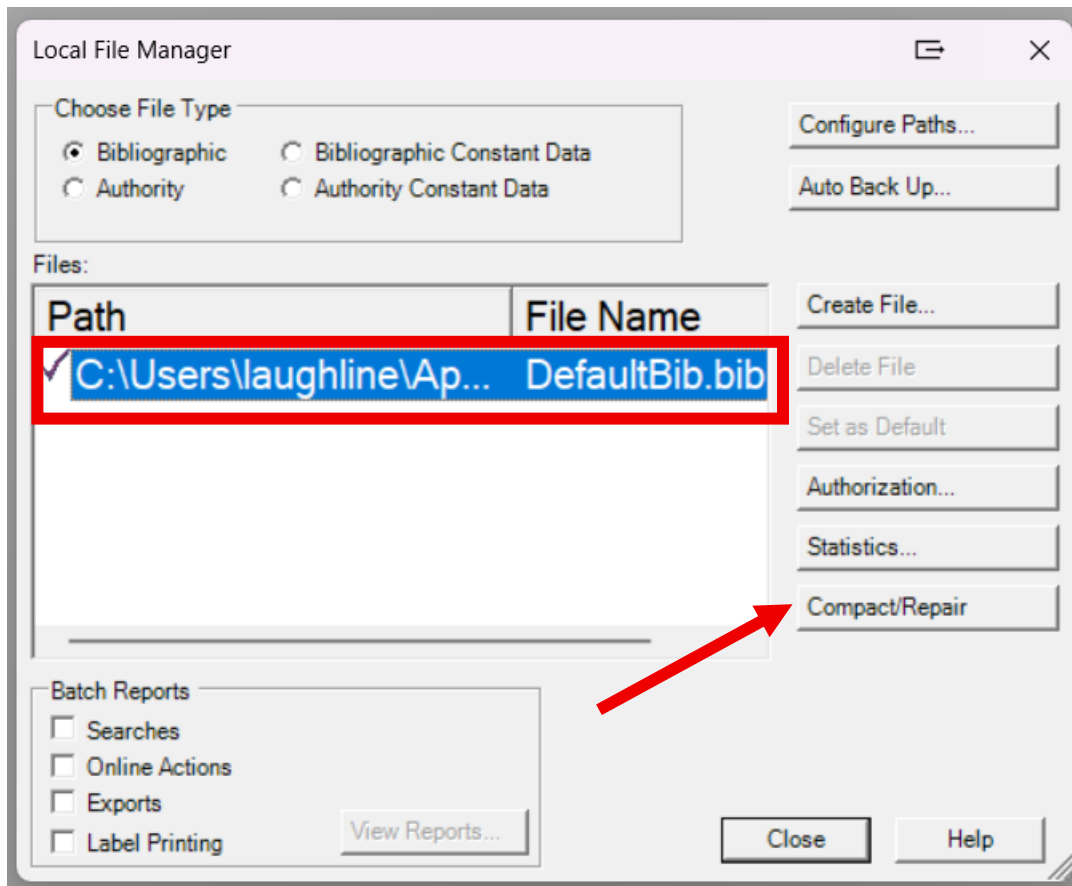 Local File Manager
Choose File Type
Bibliographic Bibliographic Constant Data
Authority Authority Constant Data
Configure Paths...
Auto Back Up...
Files:
Path File Name
C:\Users\laughline\Ap... DefaultBib.bib
Create File...
Delete File
Set as Default
Authorization...
Statistics...
Compact/Repair
Batch Reports
Searches
Online Actions
Exports
Label Printing
View Reports...
Close Help